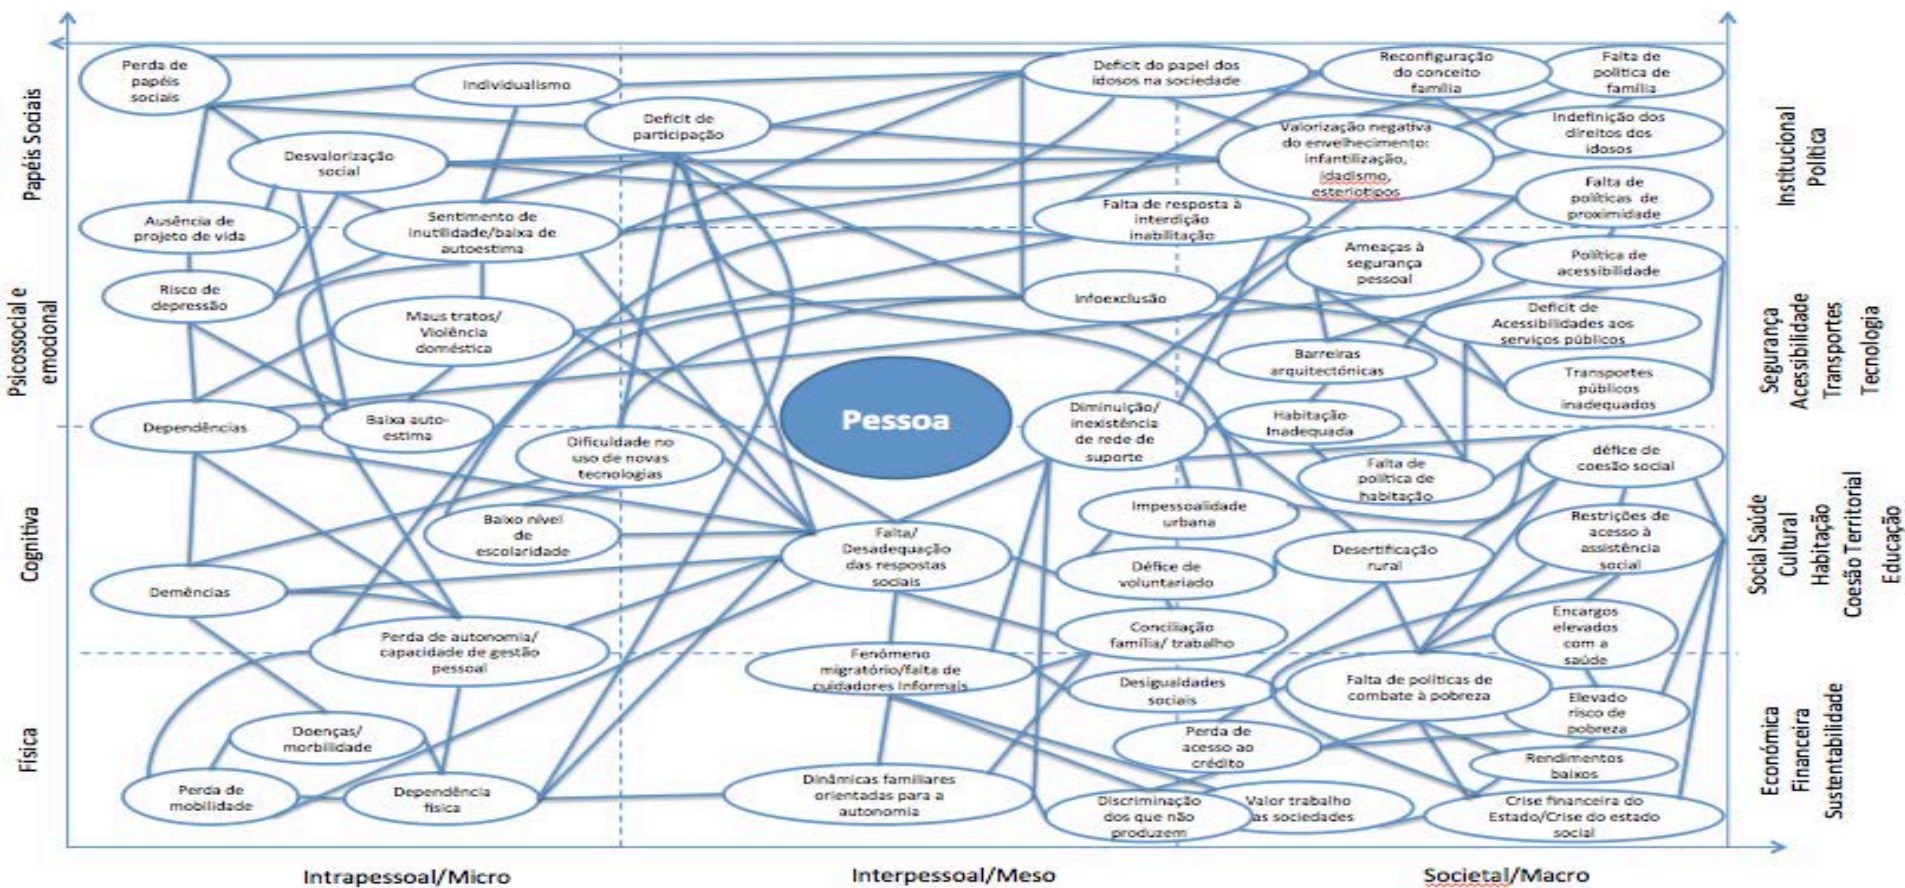 Papéis Sociais
Psicossocial e
emodional
Cognitiva
Física
Perda de
papéis
sociais
Individualismo
Deficit de
participação
Desvalorização
social
Ausência de
projeto de vida
Sentimento de
inutilidade/baixa de
autoestima
Risco de
depressão
Maus tratos/
Violência
doméstica
Dependências
Baixa auto-
estima
Dificuldade no
uso de novas
tecnologias
Baixo nível
de
escolaridade
Demências
Perda de autonomia/
capacidade de gestão
pessoal
Doenças/
morbilidade
Perda de
mobilidade
Dependência
física
Pessoa
Deficit do papel dos
idosos na sociedade
Falta de resposta à
interdição
inabilitação
Infoexclusão
Diminuição/
inexistência
de rede de
suporte
Impessoalidade
urbana
Falta/
Desadequação
das respostas
sociais
Défice de
voluntariado
Conciliação
família/ trabalho
Fenómeno
migratório/falta de
cuidadores informais
Desigualdades
sociais
Perda de
acesso ao
crédito
Dinâmicas familiares
orientadas para a
autonomia
Discriminação
dos que não
produzem
Valor trabalho
nas sociedades
Reconfiguração
do conceito
família
Falta de
política de
família
Valorização negativa
do envelhecimento:
infantilização,
idadismo,
esteriotipos
Indefinição dos
direitos dos
idosos
Falta de
políticas de
proximidade
Ameaças à
segurança
pessoal
Política de
acessibilidade
Deficit de
Acessibilidades aos
serviços públicos
Barreiras
arquitectónicas
Transportes
públicos
inadequados
Habitação
Inadequada
Falta de
política de
habitação
défice de
coesão social
Desertificação
rural
Restrições de
acesso à
assistência
social
Encargos
elevados
com a
saúde
Falta de políticas de
combate à pobreza
Elevado
risco de
pobreza
Rendimentos
baixos
Crise financeira do
Estado/Crise do estado
social
Institucional
Política
Segurança
Acessibilidade
Transportes
Tecnologia
Social Saúde
Cultural
Habitação
Coesão Territorial
Educação
Económica
Financeira
Sustentabilidade
Intrapessoal/Micro
Interpessoal/Meso
Societal/Macro